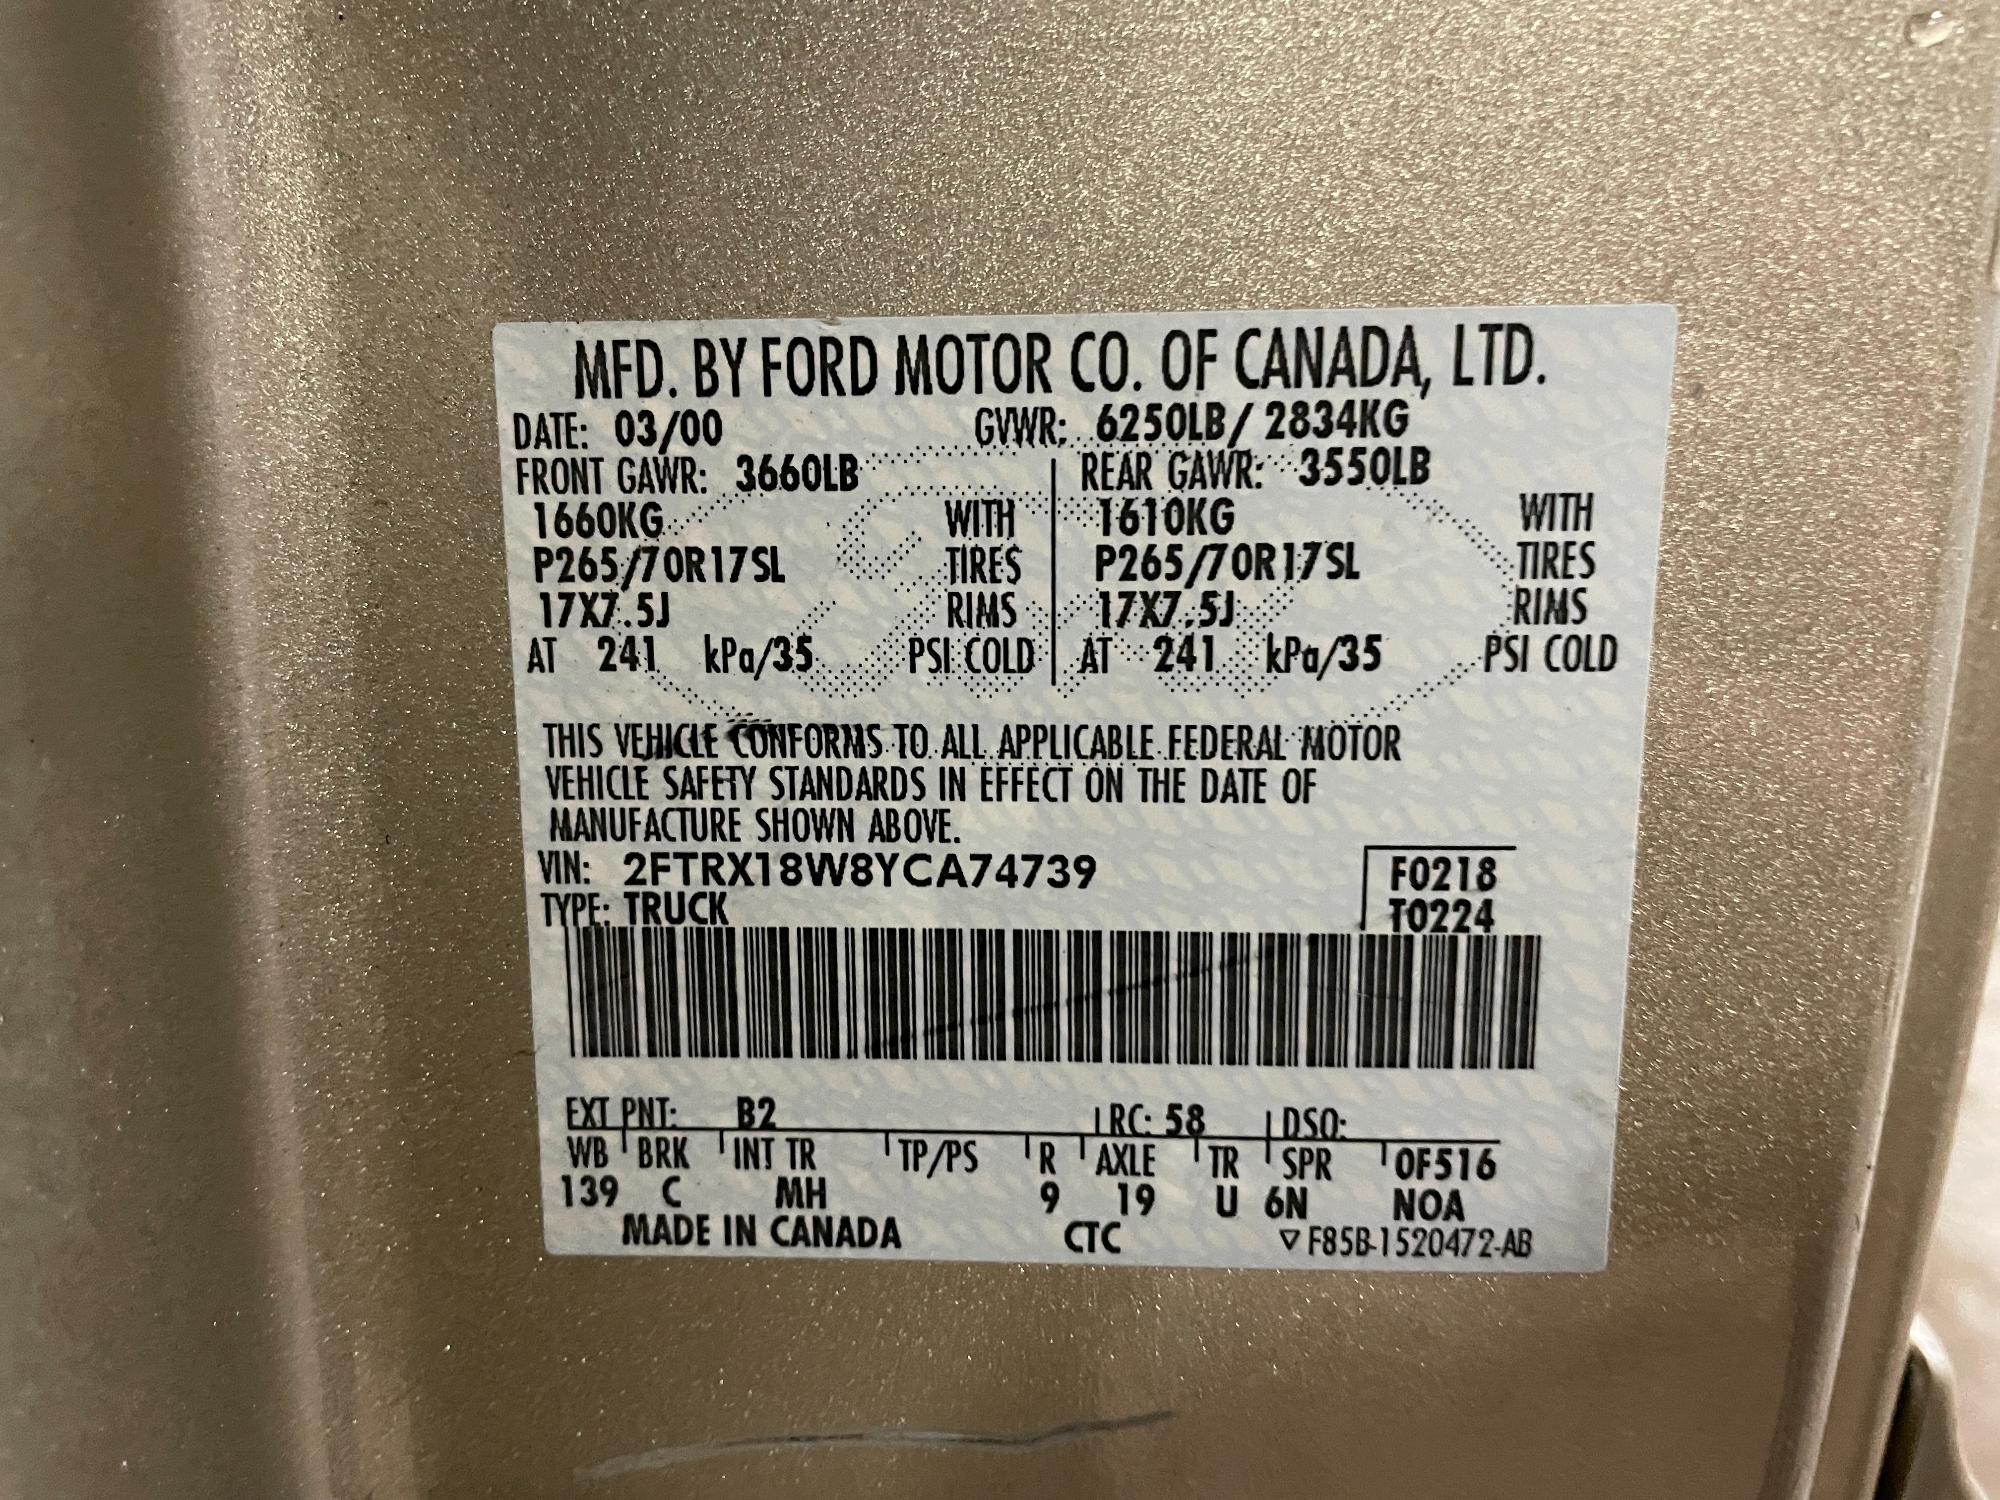 MFD. BY FORD MOTOR CO. OF CANADA, LTD.
DATE: 03/00 GVWR: 6250LB/ 2834KG
FRONT GAWR: 3660LB REAR GAWR: 3550LB
1660KG WITH 1610KG WITH
P265/70R17SL TIRES P265/70R17SL TIRES
17X7.5J RIMS 17X7.5J RIMS
AT 241 kPa/35 PSI COLD AT 241 kPa/35 PSI COLD
THIS VEHICLE CONFORMS TO ALL APPLICABLE FEDERAL MOTOR
VEHICLE SAFETY STANDARDS IN EFFECT ON THE DATE OF
MANUFACTURE SHOWN ABOVE.
VIN: 2FTRX18W8YCA74739 F0218
TYPE: TRUCK T0224
EXT PNT: B2 RC: 58 DSO:
WB BRK INT TR TP/PS R AXLE TR SPR 0F516
139 C MH 9 19 U 6N NOA
MADE IN CANADA CTC ▽ F85B-1520472-AB